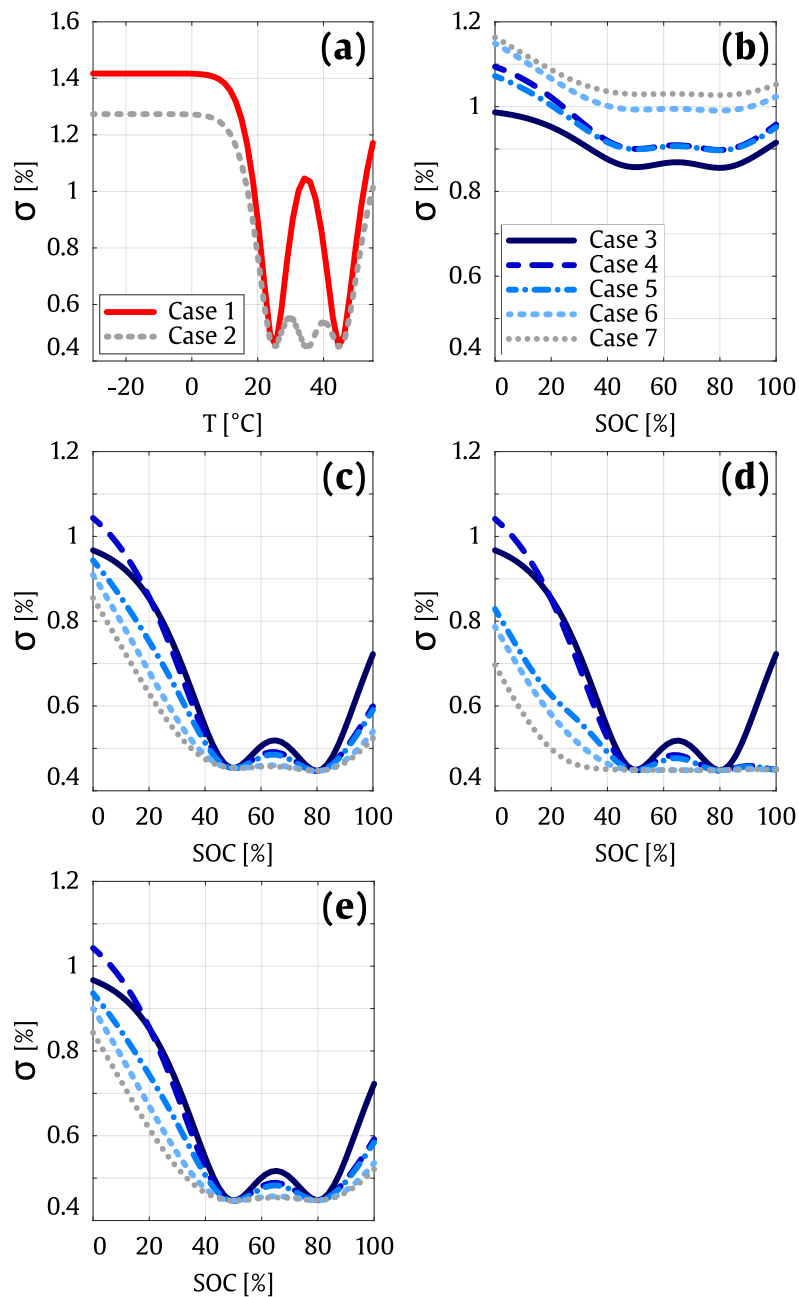 (a)
1.6
1.4
1.2
1
0.8
0.6
0.4
σ [%]
-20 0 20 40
T [°C]
Case 1
Case 2
(b)
1.2
1
0.8
0.6
0.4
σ [%]
Case 3
Case 4
Case 5
Case 6
Case 7
0 20 40 60 80 100
SOC [%]
(c)
1.2
1
0.8
0.6
0.4
σ [%]
0 20 40 60 80 100
SOC [%]
(d)
1.2
1
0.8
0.6
0.4
σ [%]
0 20 40 60 80 100
SOC [%]
(e)
1.2
1
0.8
0.6
0.4
σ [%]
0 20 40 60 80 100
SOC [%]